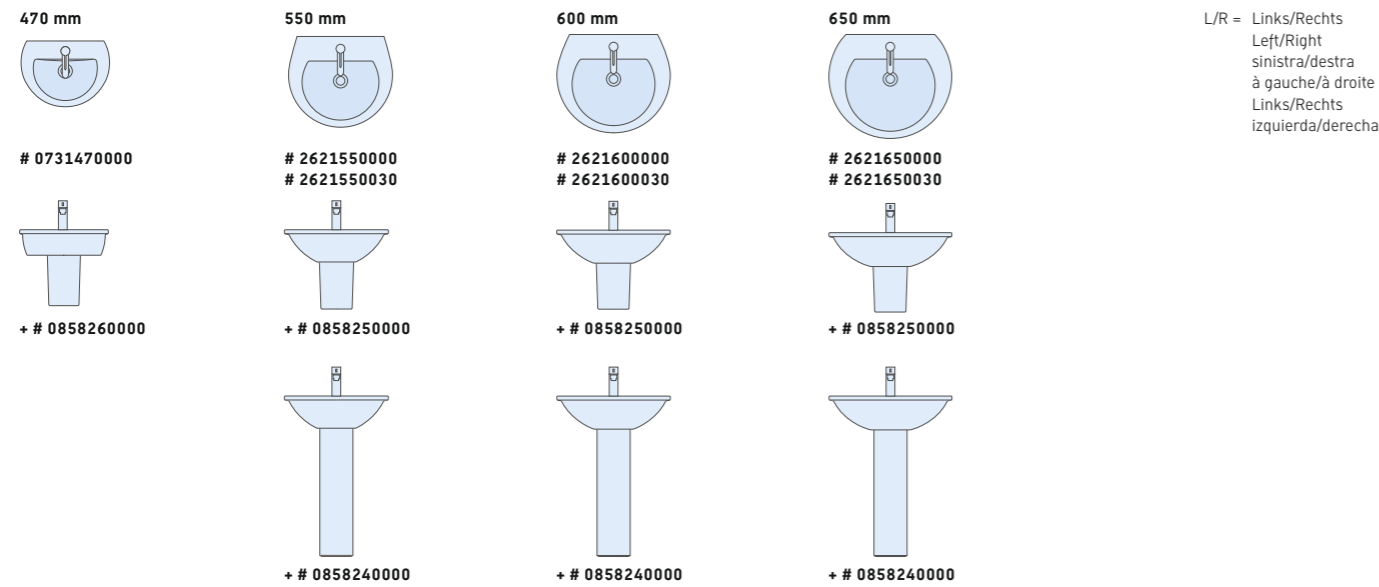 470 mm
550 mm
600 mm
650 mm
L/R = Links/Rechts
Left/Right
sinistra/destra
à gauche/à droite
Links/Rechts
izquierda/derecha
# 0731470000
# 2621550000
# 2621600000
# 2621650000
# 2621550030
# 2621600030
# 2621650030
+ # 0858260000
+ # 0858250000
+ # 0858250000
+ # 0858250000
+ # 0858240000
+ # 0858240000
+ # 0858240000